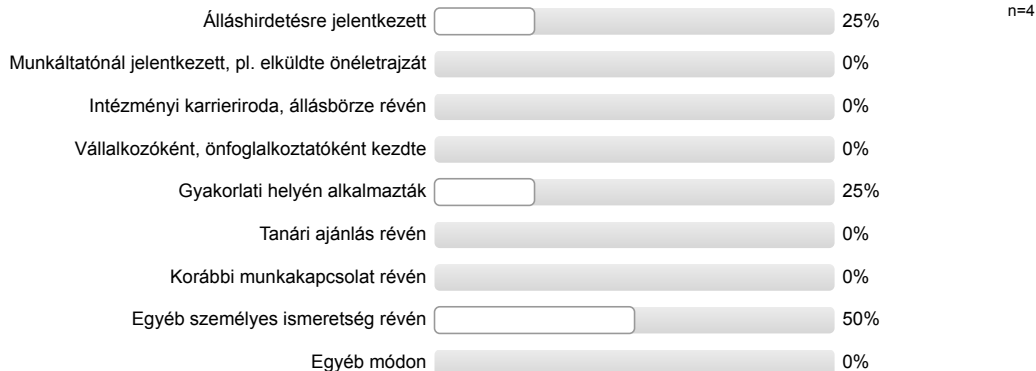 Álláshirdetésre jelentkezett 25% n=4
Munkáltatónál jelentkezett, pl. elküldte önéletrajzát 0%
Intézményi karrieriroda, állásbörze révén 0%
Vállalkozóként, önfoglalkoztatóként kezdte 0%
Gyakorlati helyén alkalmazták 25%
Tanári ajánlás révén 0%
Korábbi munkakapcsolat révén 0%
Egyéb személyes ismeretség révén 50%
Egyéb módon 0%